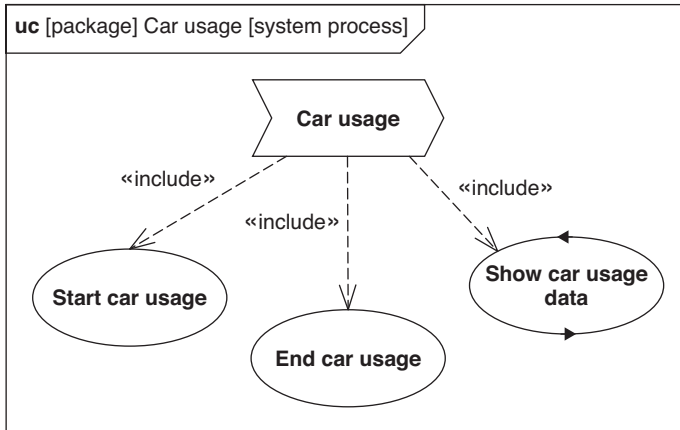 uc [package] Car usage [system process]
Car usage
«include»
«include»
«include»
Start car usage
Show car usage
data
End car usage